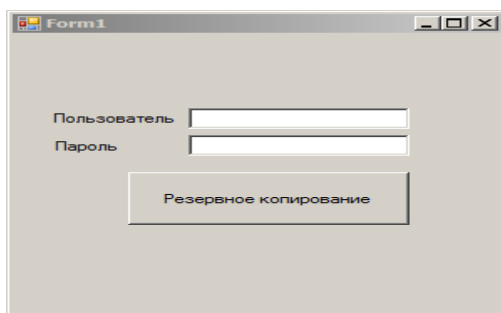 Form1
Пользователь
Пароль
Резервное копирование